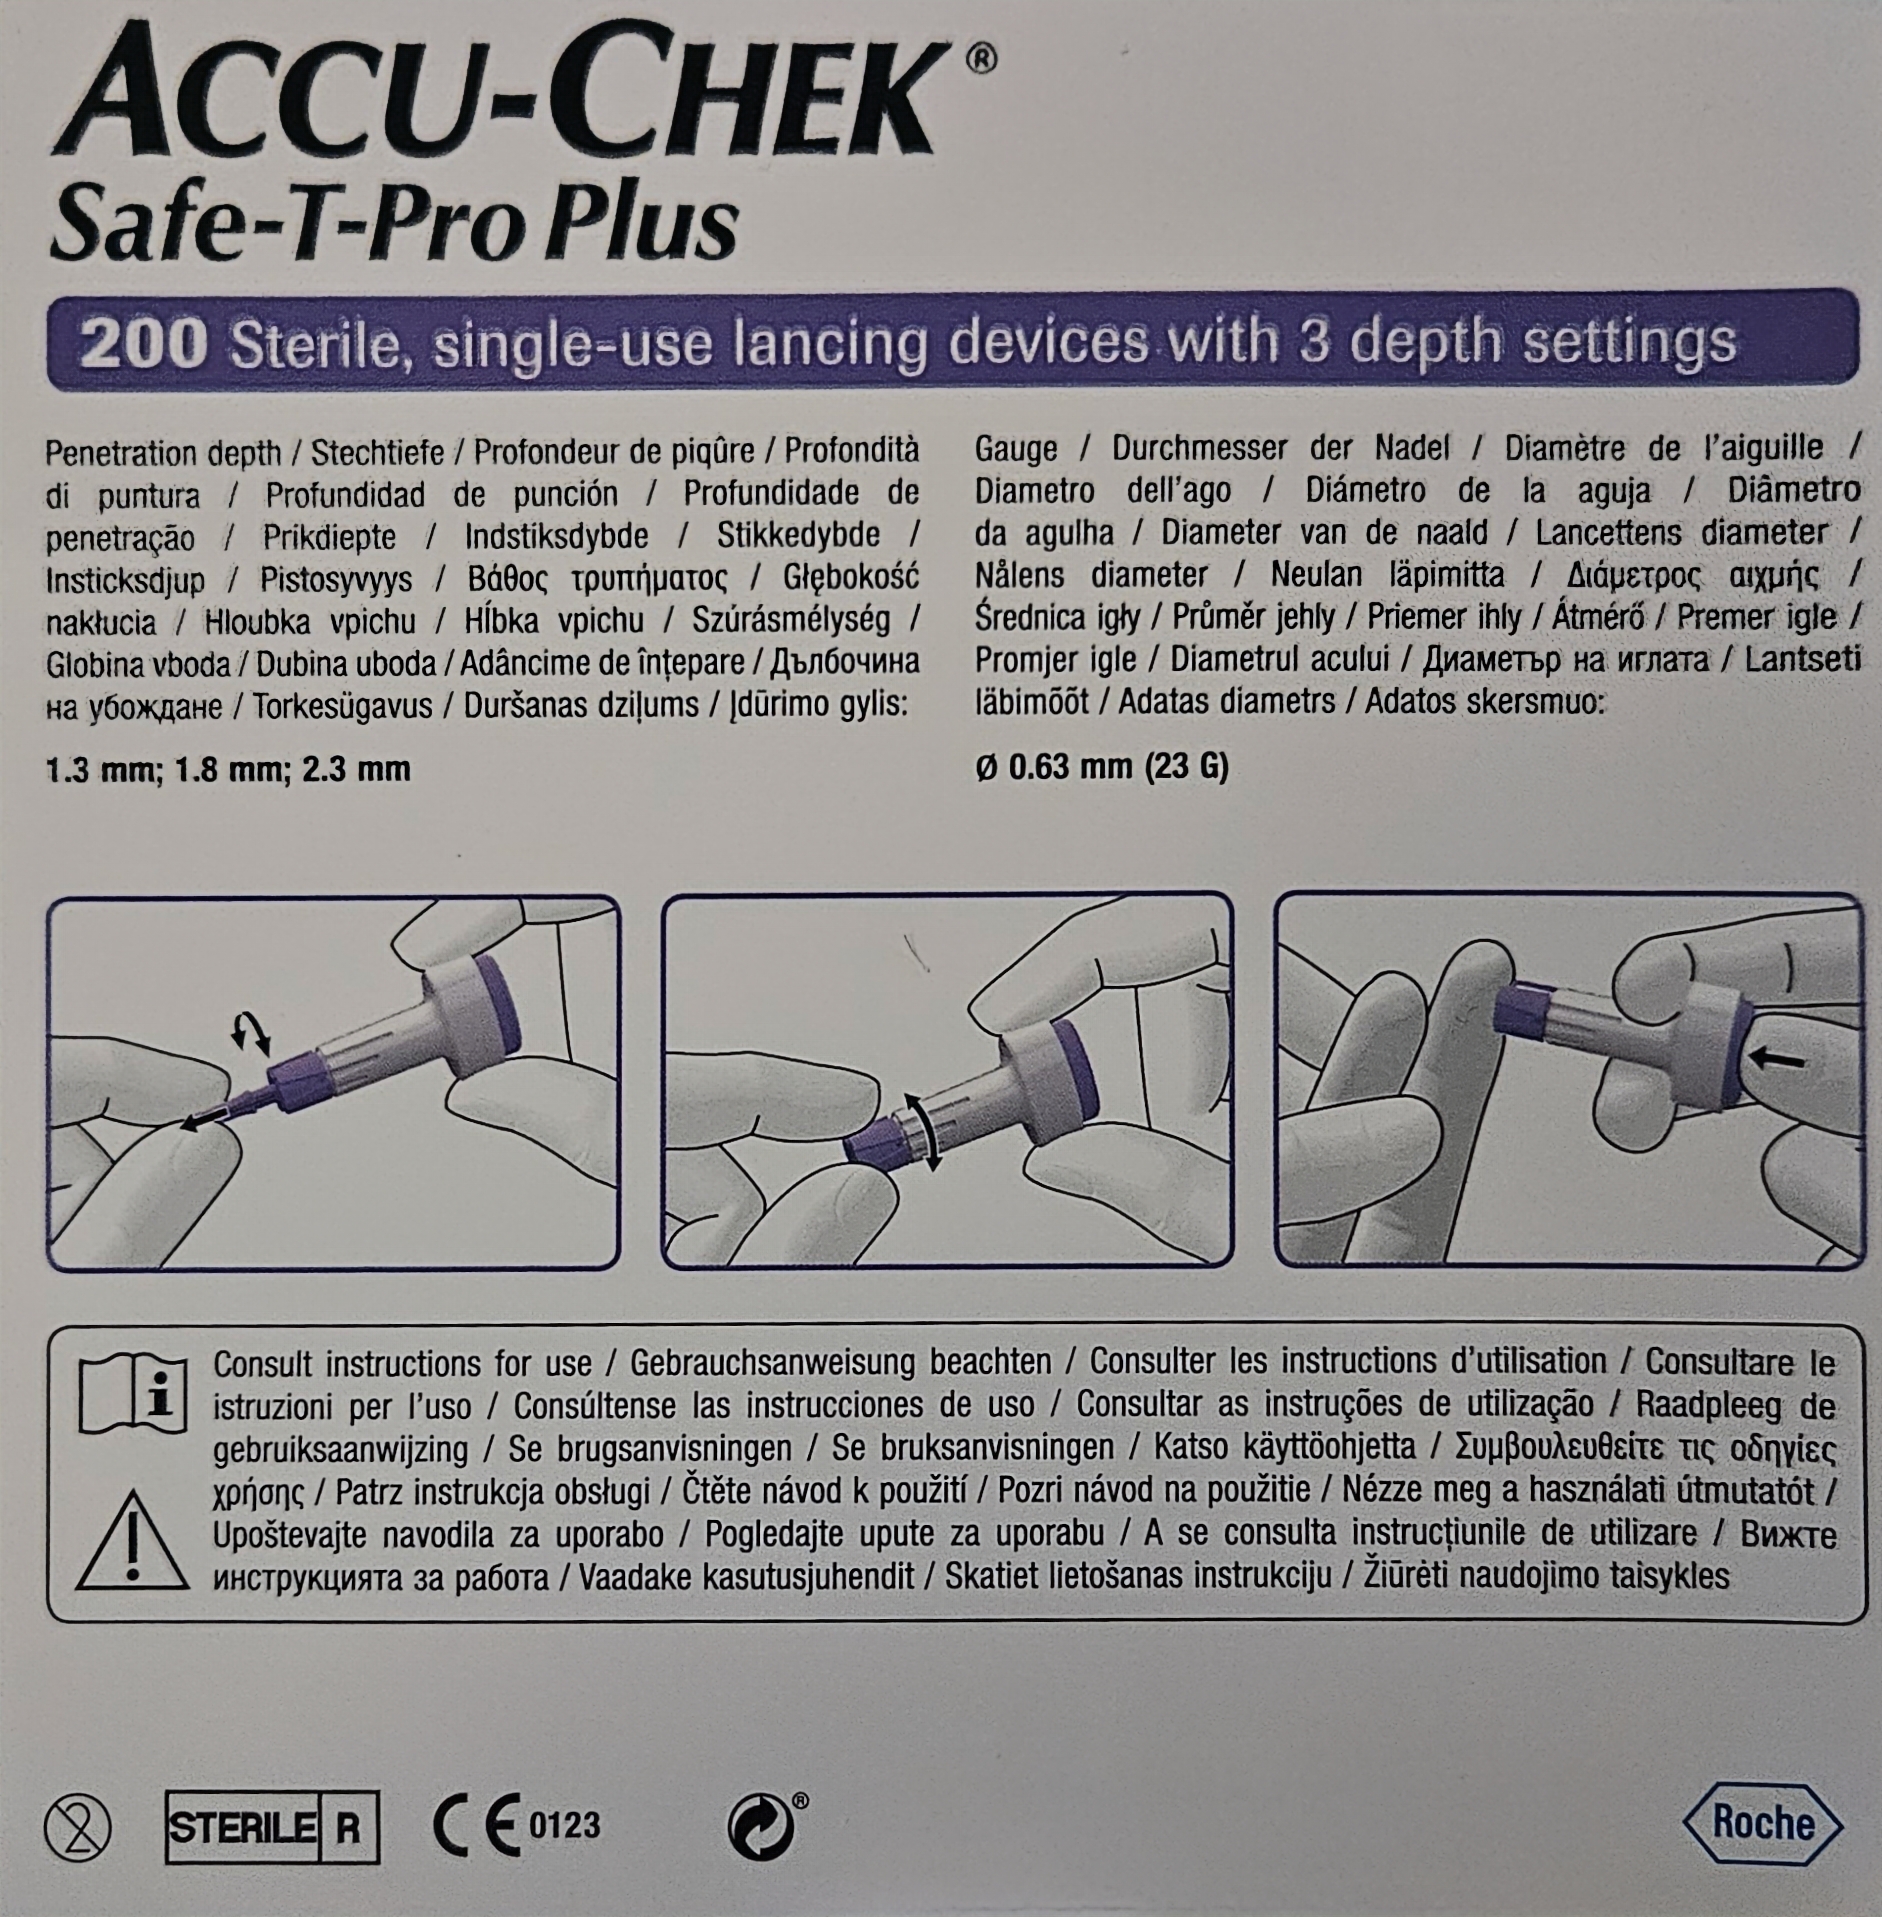 ACCU-CHEK®
Safe-T-Pro Plus
200 Sterile, single-use lancing devices with 3 depth settings
Penetration depth / Stechtiefe / Profondeur de piqûre / Profondità
di puntura / Profundidad de punción / Profundidade de
penetração / Prikdiepte / Indstiksdybde / Stikkedybde /
Insticksdjup / Pistosyvyys / Βάθος τρυπήματος / Głębokość
nakłucia / Hloubka vpichu / Hĺbka vpichu / Szúrásmélység /
Globina vboda / Dubina uboda / Adâncime de înțepare / Дълбочина
на убождане / Torkesügavus / Duršanas dziļums / Įdūrimo gylis:
1.3 mm; 1.8 mm; 2.3 mm
Gauge / Durchmesser der Nadel / Diamètre de l'aiguille /
Diametro dell'ago / Diámetro de la aguja / Diâmetro
da agulha / Diameter van de naald / Lancettens diameter /
Nålens diameter / Neulan läpimitta / Διάμετρος αιχμής /
Średnica igły / Průměr jehly / Priemer ihly / Átmérő / Premer igle /
Promjer igle / Diametrul acului / Диаметър на иглата / Lantseti
läbimõõt / Adatas diametrs / Adatos skersmuo:
Ø 0.63 mm (23 G)
Consult instructions for use / Gebrauchsanweisung beachten / Consulter les instructions d'utilisation / Consultare le
istruzioni per l'uso / Consúltense las instrucciones de uso / Consultar as instruções de utilização / Raadpleeg de
gebruiksaanwijzing / Se brugsanvisningen / Se bruksanvisningen / Katso käyttöohjetta / Συμβουλευθείτε τις οδηγίες
χρήσης / Patrz instrukcja obsługi / Čtěte návod k použití / Pozri návod na použitie / Nézze meg a használati útmutatót /
Upoštevajte navodila za uporabo / Pogledajte upute za uporabu / A se consulta instrucțiunile de utilizare / Вижте
инструкцията за работа / Vaadake kasutusjuhendit / Skatiet lietošanas instrukciju / Žiūrėti naudojimo taisykles
2 STERILE R CE 0123 ® Roche